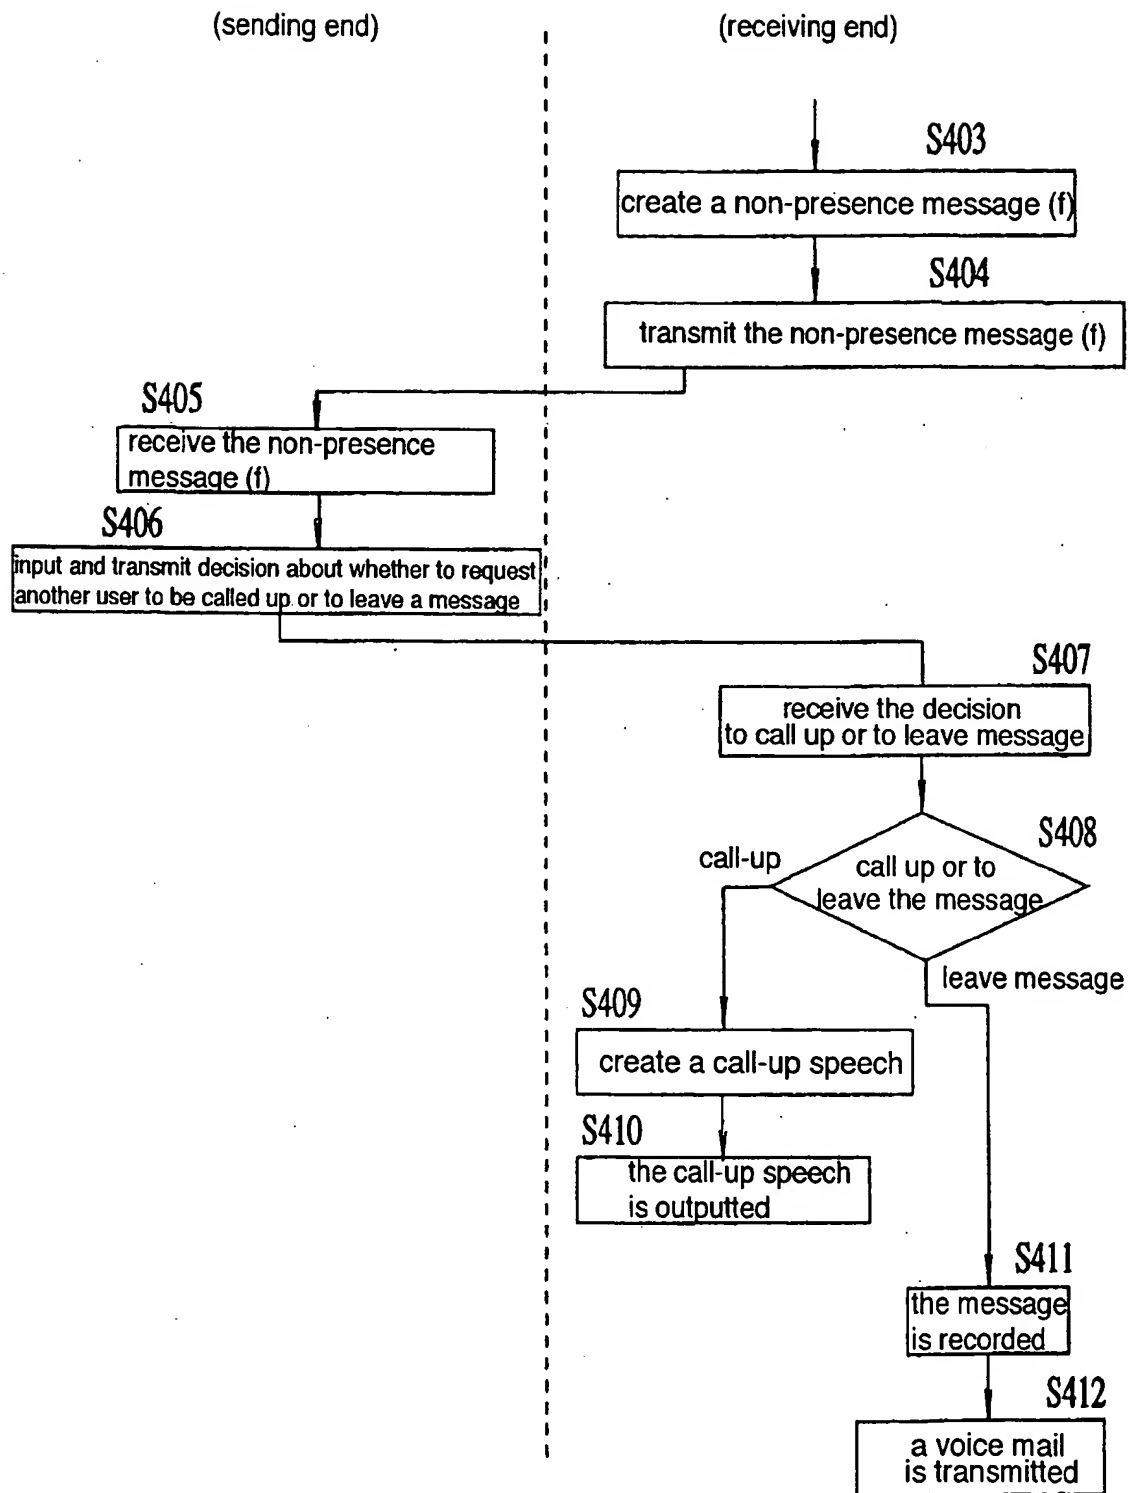 (sending end)
(receiving end)
S403
create a non-presence message (f)
S404
transmit the non-presence message (f)
S405
receive the non-presence
message (f)
S406
input and transmit decision about whether to request
another user to be called up or to leave a message
S407
receive the decision
to call up or to leave message
S408
call-up
call up or to
leave the message
leave message
S409
create a call-up speech
S410
the call-up speech
is outputted
S411
the message
is recorded
S412
a voice mail
is transmitted